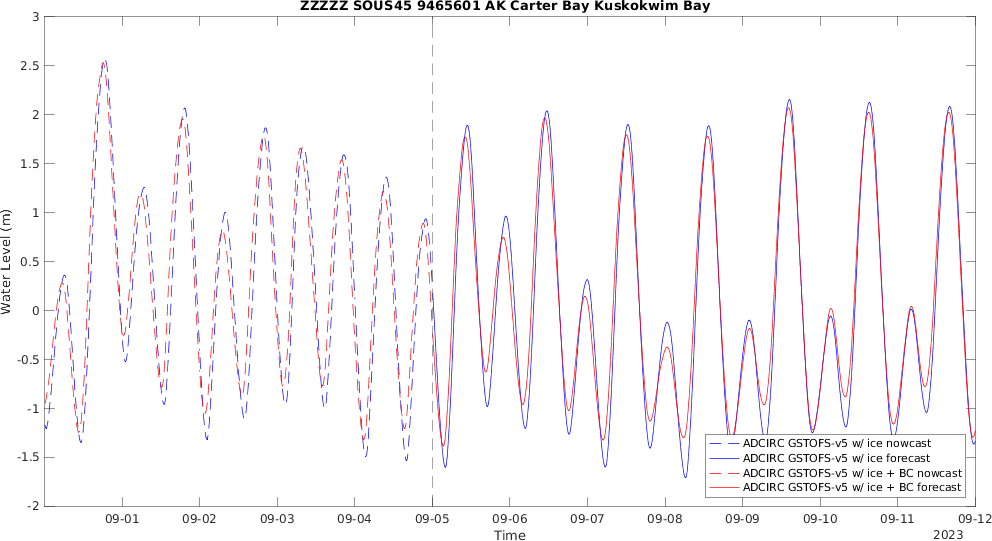 ZZZZZ SOUS45 9465601 AK Carter Bay Kuskokwim Bay
3
2.5
2
1.5
1
0.5
0
-0.5
-1
-1.5
-2
Water Level (m)
09-01 09-02 09-03 09-04 09-05 09-06 09-07 09-08 09-09 09-10 09-11 09-12
Time
2023
ADCIRC GSTOFS-v5 w/ ice nowcast
ADCIRC GSTOFS-v5 w/ ice forecast
ADCIRC GSTOFS-v5 w/ ice + BC nowcast
ADCIRC GSTOFS-v5 w/ ice + BC forecast